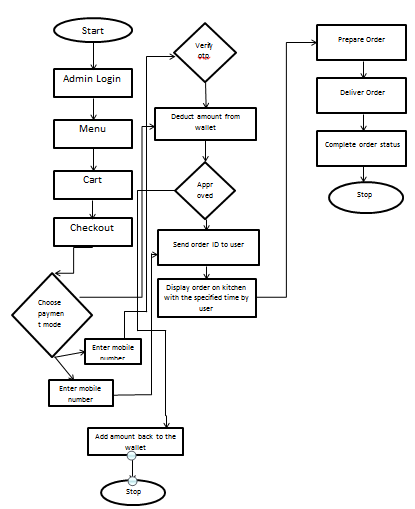 Start
Admin Login
Menu
Cart
Checkout
Choose
paymen
t mode
Enter mobile
number
Enter mobile
number
Verify
otp
Deduct amount from
wallet
Appr
oved
Send order ID to user
Display order on kitchen
with the specified time by
user
Add amount back to the
wallet
Stop
Prepare Order
Deliver Order
Complete order status
Stop